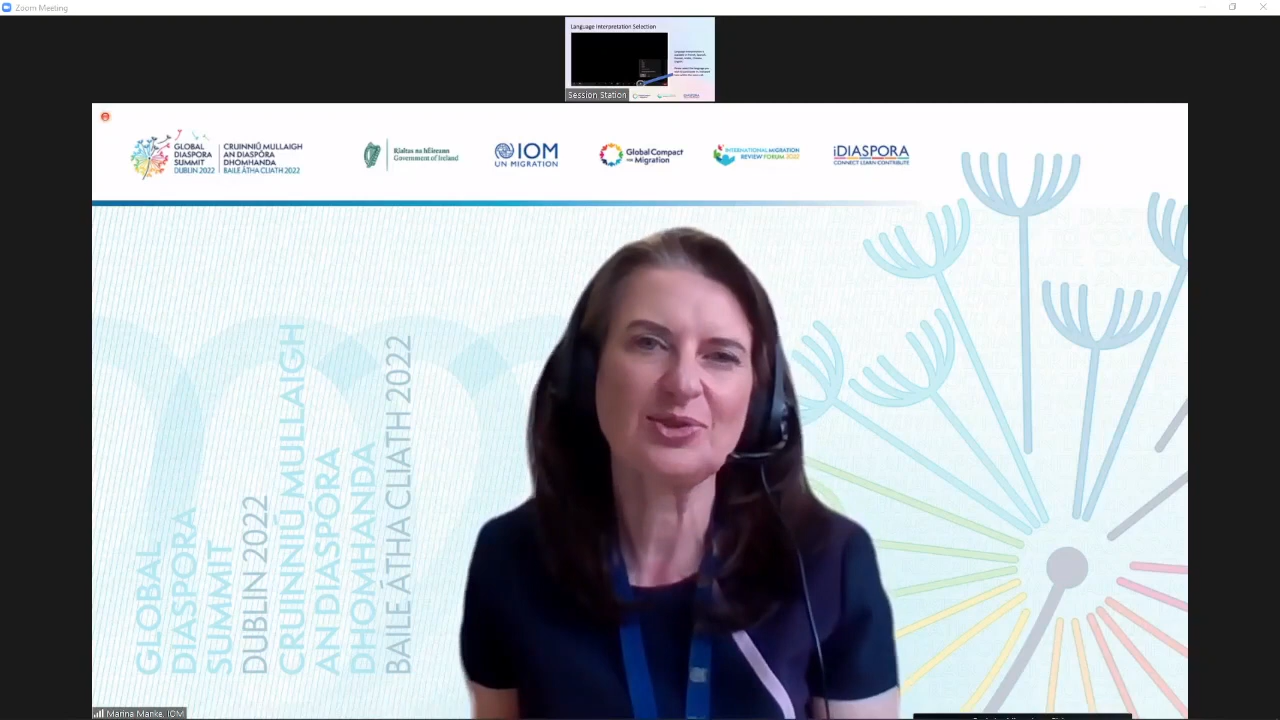 Zoom Meeting
Language Interpretation Selection
Session Station
GLOBAL
DIASPORA
SUMMIT
DUBLIN 2022
CRUINNIÚ MULLAIGH
AN DIASPÓRA
DHOMHANDA
BAILE ÁTHA CLIATH 2022
Rialtas na hÉireann
Government of Ireland
IOM
UN MIGRATION
Global Compact
Migration
INTERNATIONAL MIGRATION
REVIEW FORUM 2022
iDIASPORA
CONNECT LEARN CONTRIBUTE
GLOBAL
DIASPORA
SUMMIT
DUBLIN 2022
CRUINNIÚ MULLAIGH
AN DIASPÓRA
DHOMHANDA
BAILE ÁTHA CLIATH 2022
Marina Manke, IOM